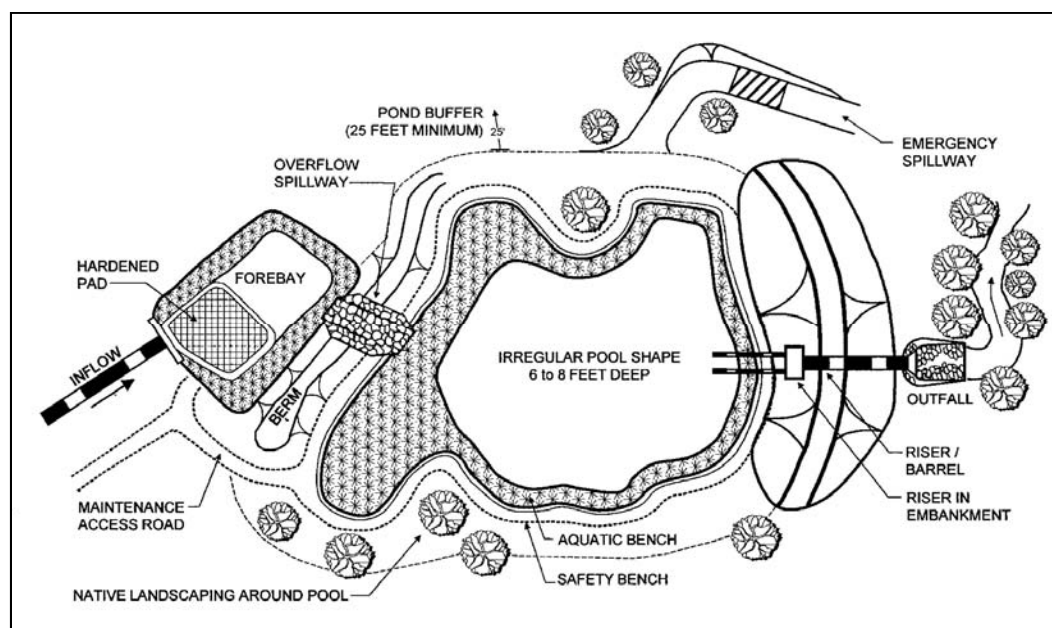 POND BUFFER
(25 FEET MINIMUM)
25'
EMERGENCY
SPILLWAY
OVERFLOW
SPILLWAY
HARDENED
PAD
FOREBAY
INFLOW
BERM
IRREGULAR POOL SHAPE
6 to 8 FEET DEEP
OUTFALL
RISER /
BARREL
RISER IN
EMBANKMENT
MAINTENANCE
ACCESS ROAD
AQUATIC BENCH
SAFETY BENCH
NATIVE LANDSCAPING AROUND POOL